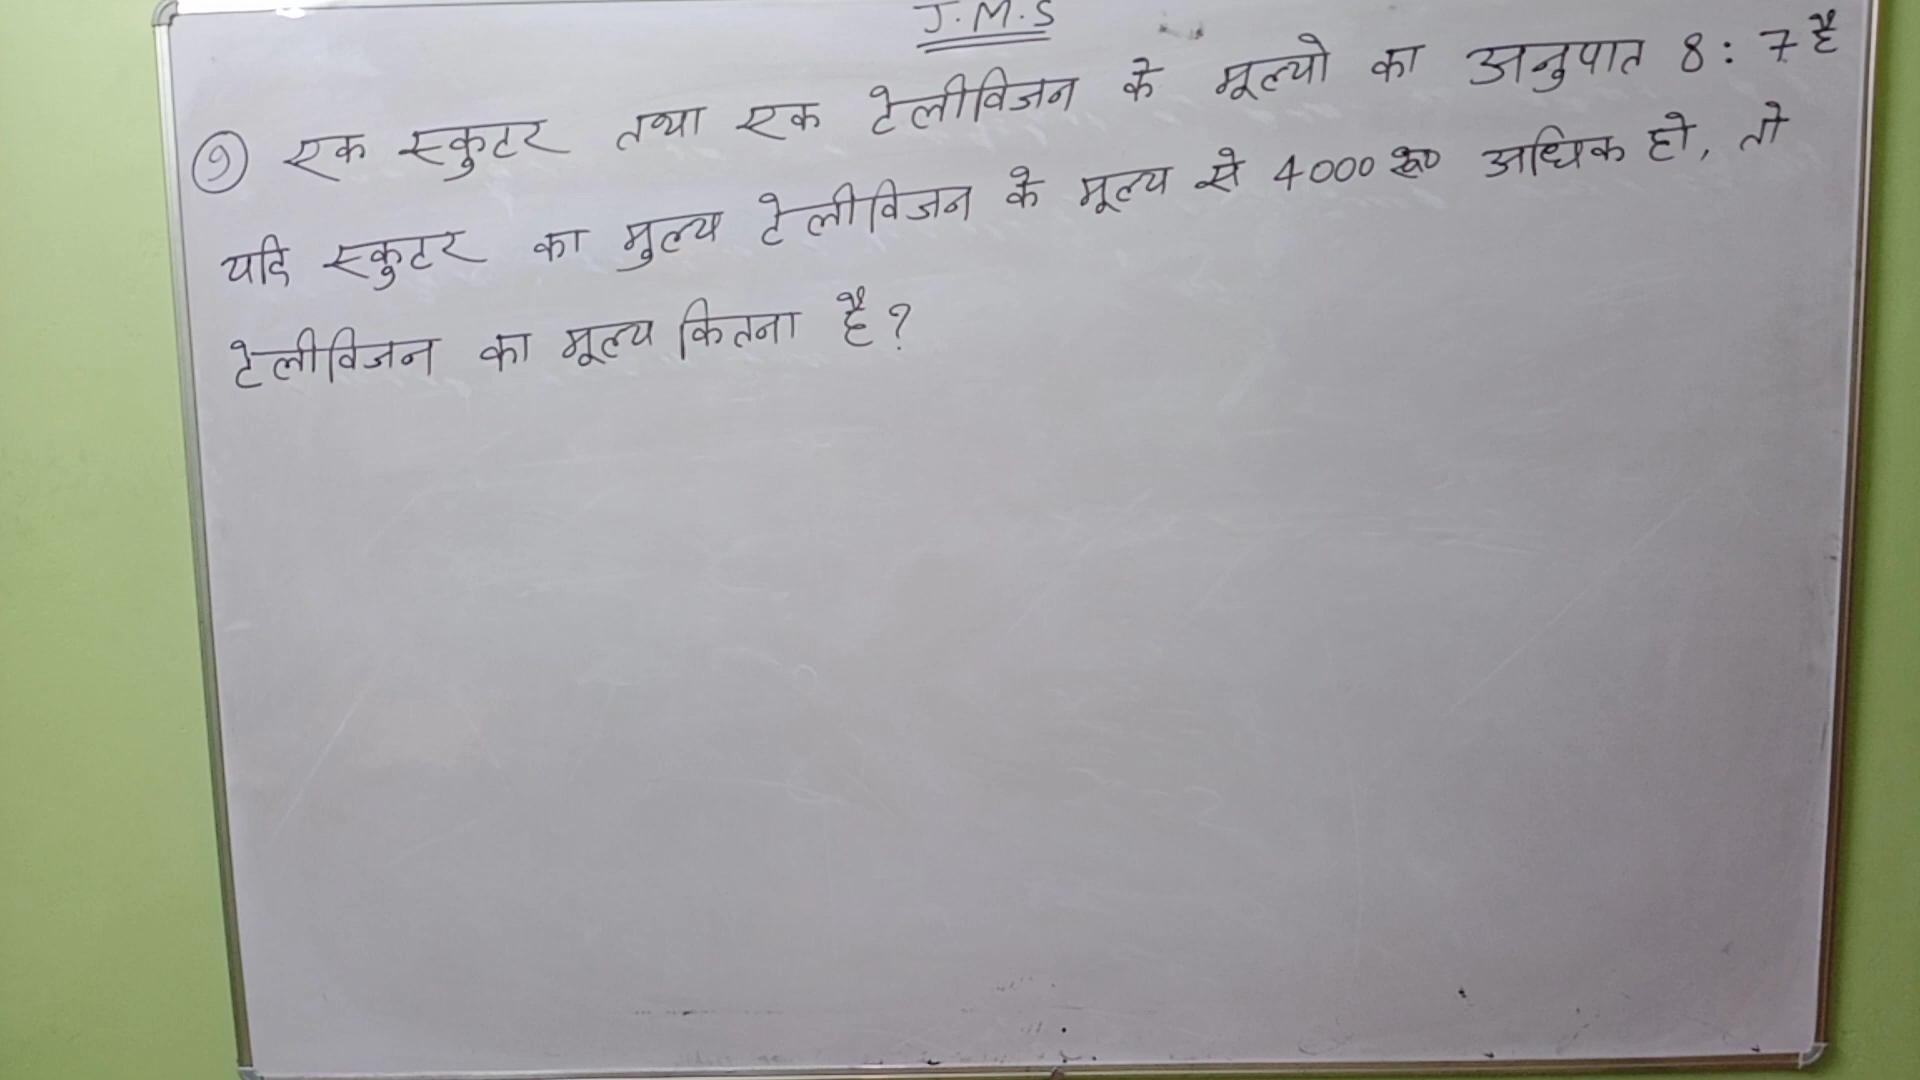 J.M.S
(9) एक स्कुटर तथा एक टेलीविजन के मूल्यो का अनुपात 8 : 7 है
यदि स्कुटर का मुल्य टेलीविजन के मूल्य से 4000 रू० अधिक हो, तो
टेलीविजन का मूल्य कितना है ?